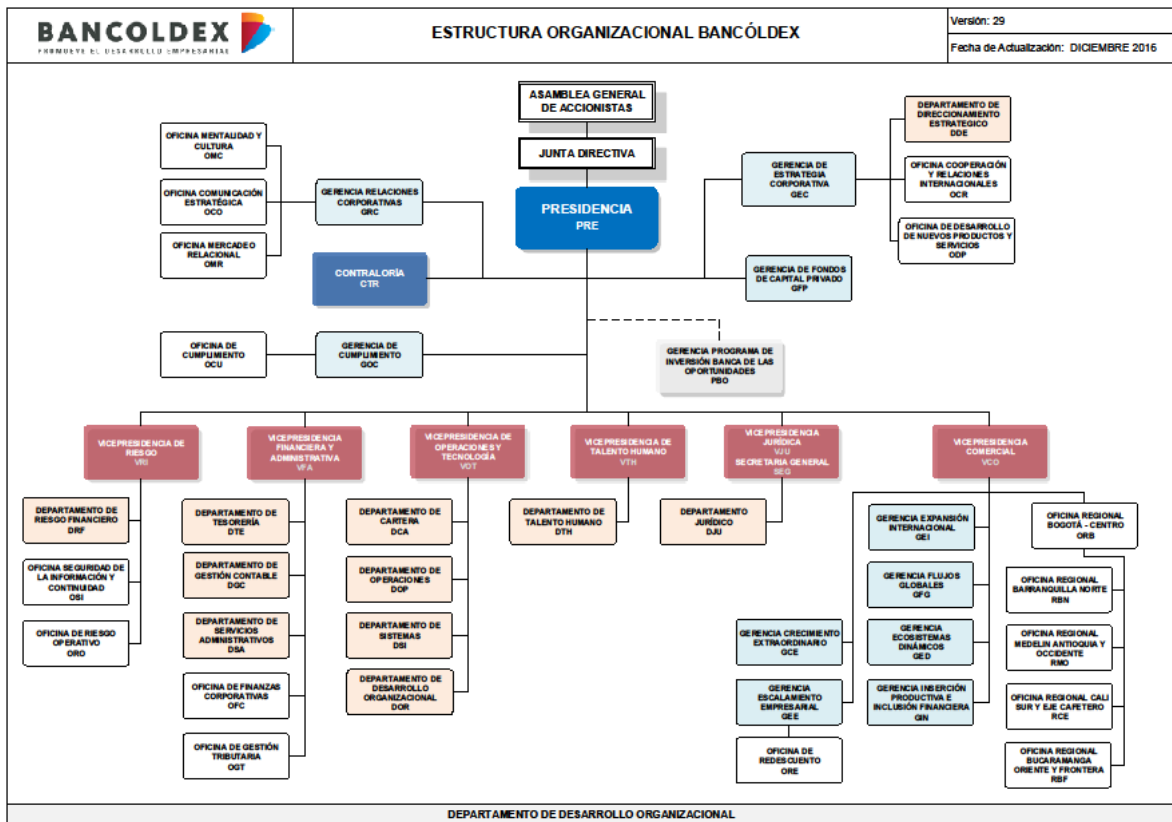 BANCOLDEX
PROMUEVE EL DESARROLLO EMPRESARIAL
ESTRUCTURA ORGANIZACIONAL BANCÓLDEX
Versión: 29
Fecha de Actualización: DICIEMBRE 2016
ASAMBLEA GENERAL
DE ACCIONISTAS
JUNTA DIRECTIVA
PRESIDENCIA
PRE
OFICINA MENTALIDAD Y
CULTURA
OMC
OFICINA COMUNICACIÓN
ESTRATÉGICA
OCO
OFICINA MERCADEO
RELACIONAL
OMR
GERENCIA RELACIONES
CORPORATIVAS
GRC
CONTRALORÍA
CTR
GERENCIA DE
ESTRATEGIA
CORPORATIVA
GEC
DEPARTAMENTO DE
DIRECCIONAMIENTO
ESTRATEGICO
DDE
OFICINA COOPERACIÓN
Y RELACIONES
INTERNACIONALES
OCR
OFICINA DE DESARROLLO
DE NUEVOS PRODUCTOS Y
SERVICIOS
ODP
GERENCIA DE FONDOS
DE CAPITAL PRIVADO
GFP
OFICINA DE
CUMPLIMIENTO
OCU
GERENCIA DE
CUMPLIMIENTO
GOC
GERENCIA PROGRAMA DE
INVERSIÓN BANCA DE LAS
OPORTUNIDADES
PBO
VICEPRESIDENCIA DE
RIESGO
VRI
VICEPRESIDENCIA
FINANCIERA Y
ADMINISTRATIVA
VFA
VICEPRESIDENCIA DE
OPERACIONES Y
TECNOLOGÍA
VOT
VICEPRESIDENCIA DE
TALENTO HUMANO
VTH
VICEPRESIDENCIA
JURÍDICA
VJU
SECRETARIA GENERAL
SEG
VICEPRESIDENCIA
COMERCIAL
VCO
DEPARTAMENTO DE
RIESGO FINANCIERO
DRF
OFICINA SEGURIDAD DE
LA INFORMACIÓN Y
CONTINUIDAD
OSI
OFICINA DE RIESGO
OPERATIVO
ORO
DEPARTAMENTO DE
TESORERÍA
DTE
DEPARTAMENTO DE
GESTIÓN CONTABLE
DGC
DEPARTAMENTO DE
SERVICIOS
ADMINISTRATIVOS
DSA
OFICINA DE FINANZAS
CORPORATIVAS
OFC
OFICINA DE GESTIÓN
TRIBUTARIA
OGT
DEPARTAMENTO DE
CARTERA
DCA
DEPARTAMENTO DE
OPERACIONES
DOP
DEPARTAMENTO DE
SISTEMAS
DSI
DEPARTAMENTO DE
DESARROLLO
ORGANIZACIONAL
DOR
DEPARTAMENTO DE
TALENTO HUMANO
DTH
DEPARTAMENTO
JURÍDICO
DJU
GERENCIA EXPANSIÓN
INTERNACIONAL
GEI
GERENCIA FLUJOS
GLOBALES
GFG
GERENCIA CRECIMIENTO
EXTRAORDINARIO
GCE
GERENCIA
ECOSISTEMAS
DINÁMICOS
GED
GERENCIA
ESCALAMIENTO
EMPRESARIAL
GEE
GERENCIA INSERCIÓN
PRODUCTIVA E
INCLUSIÓN FINANCIERA
GIN
OFICINA DE
REDESCUENTO
ORE
OFICINA REGIONAL
BOGOTÁ - CENTRO
ORB
OFICINA REGIONAL
BARRANQUILLA NORTE
RBN
OFICINA REGIONAL
MEDELIN ANTIOQUIA Y
OCCIDENTE
RMO
OFICINA REGIONAL CALI
SUR Y EJE CAFETERO
RCE
OFICINA REGIONAL
BUCARAMANGA
ORIENTE Y FRONTERA
RBF
DEPARTAMENTO DE DESARROLLO ORGANIZACIONAL